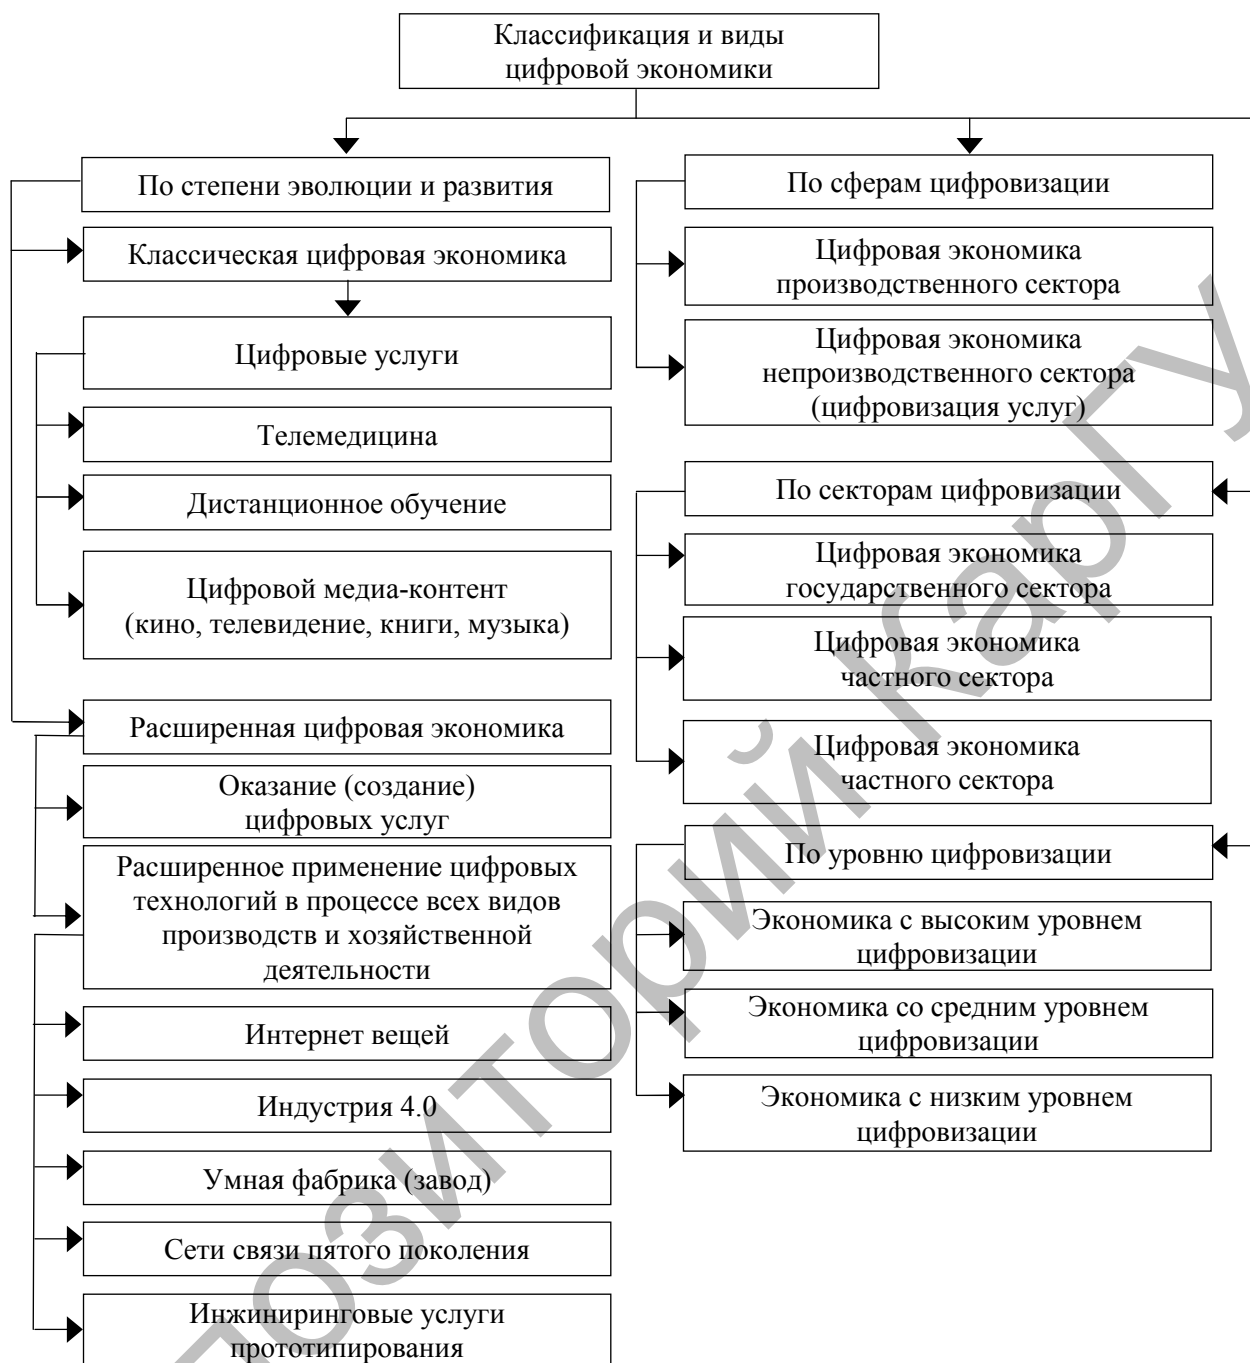 Классификация и виды
цифровой экономики
По степени эволюции и развития
Классическая цифровая экономика
Цифровые услуги
Телемедицина
Дистанционное обучение
Цифровой медиа-контент
(кино, телевидение, книги, музыка)
Расширенная цифровая экономика
Оказание (создание)
цифровых услуг
Расширенное применение цифровых
технологий в процессе всех видов
производств и хозяйственной
деятельности
Интернет вещей
Индустрия 4.0
Умная фабрика (завод)
Сети связи пятого поколения
Инжиниринговые услуги
прототипирования
По сферам цифровизации
Цифровая экономика
производственного сектора
Цифровая экономика
непроизводственного сектора
(цифровизация услуг)
По секторам цифровизации
Цифровая экономика
государственного сектора
Цифровая экономика
частного сектора
Цифровая экономика
частного сектора
По уровню цифровизации
Экономика с высоким уровнем
цифровизации
Экономика со средним уровнем
цифровизации
Экономика с низким уровнем
цифровизации
позиторий КарГУ